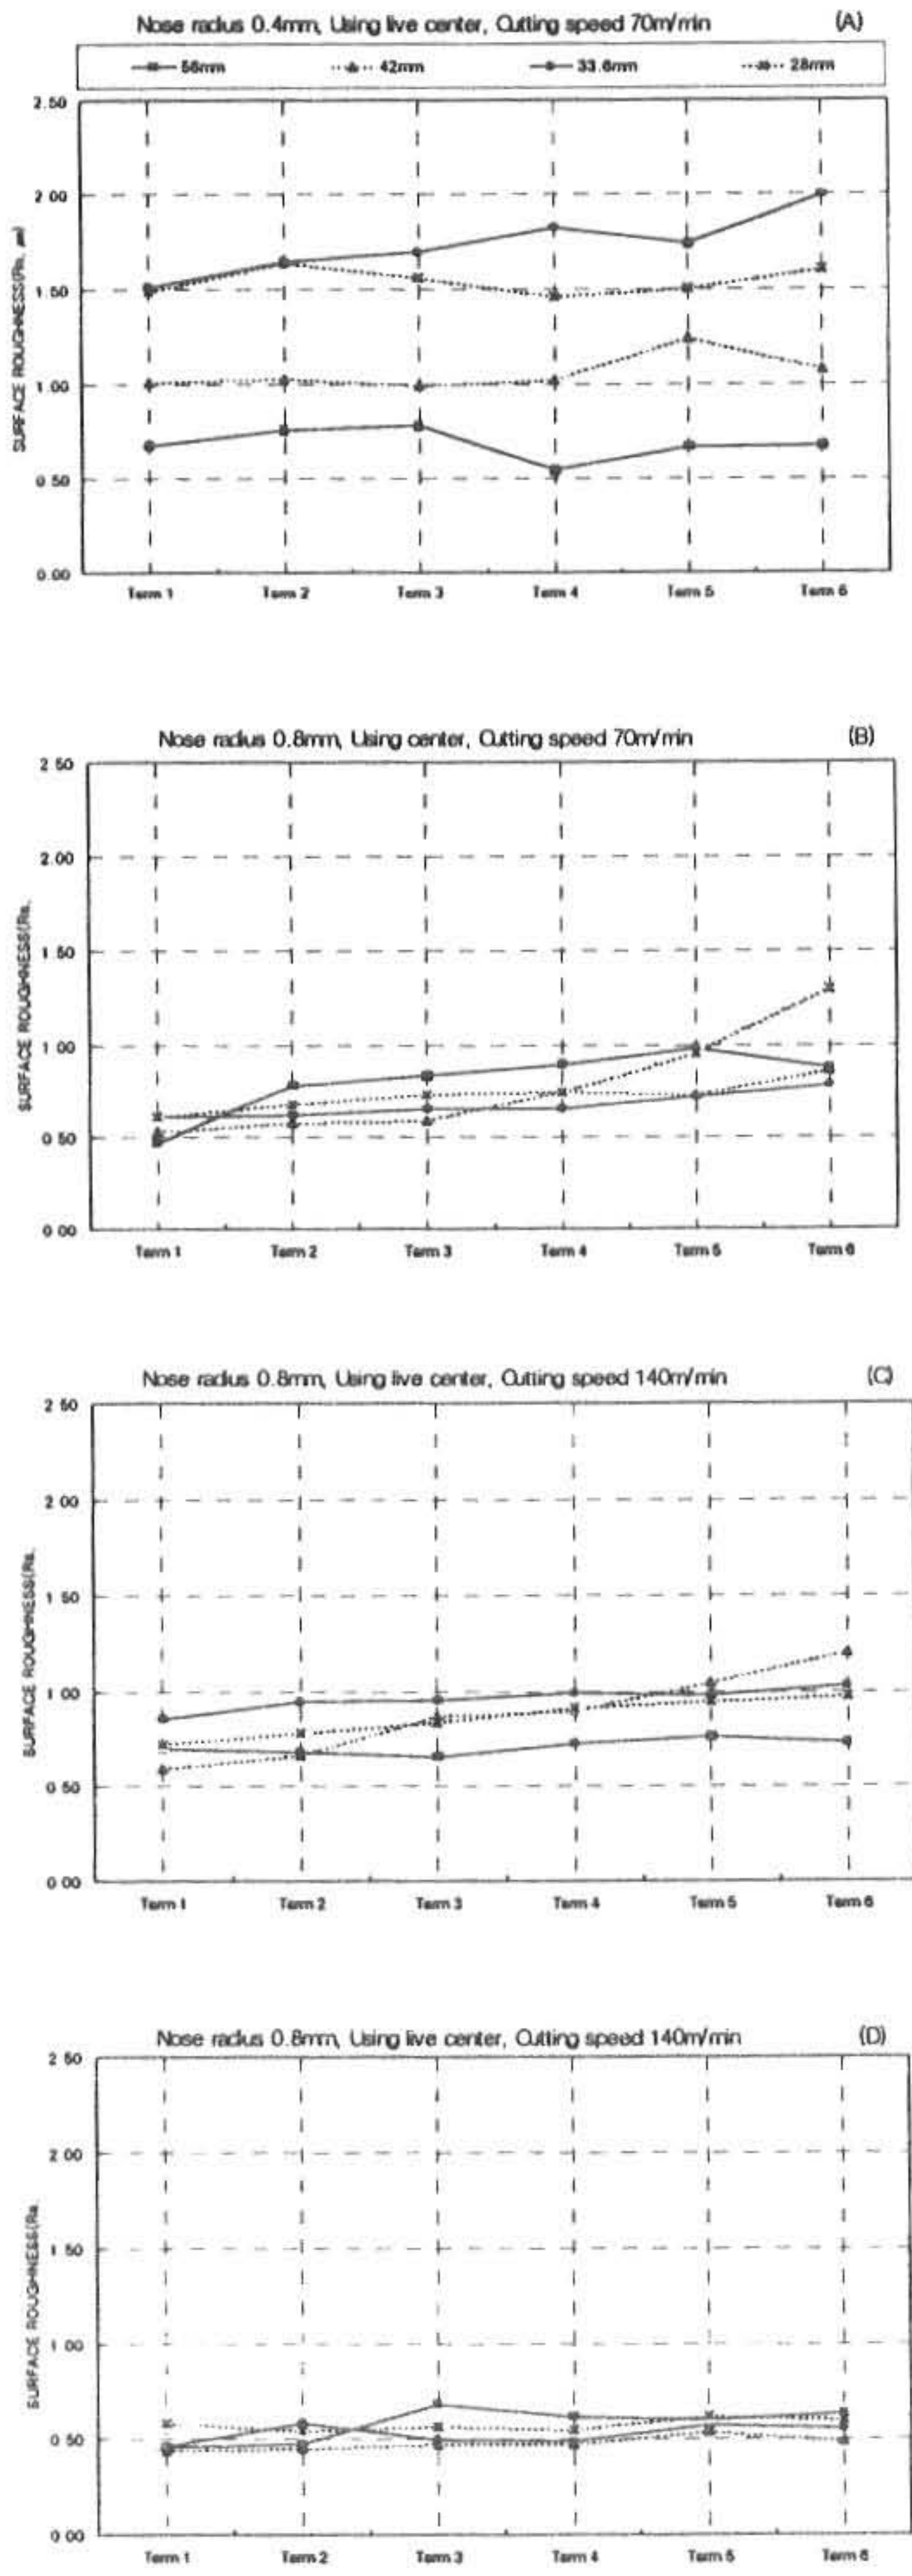 Nose radius 0.4mm, Using live center, Cutting speed 70m/min (A)
56mm 42mm 33.6mm 28mm
2.50
2.00
1.50
1.00
0.50
0.00
SURFACE ROUGHNESS(Ra, ㎛)
Term 1 Term 2 Term 3 Term 4 Term 5 Term 6
Nose radius 0.8mm, Using center, Cutting speed 70m/min (B)
2.50
2.00
1.50
1.00
0.50
0.00
SURFACE ROUGHNESS(Ra,
Term 1 Term 2 Term 3 Term 4 Term 5 Term 6
Nose radius 0.8mm, Using live center, Cutting speed 140m/min (C)
2.50
2.00
1.50
1.00
0.50
0.00
SURFACE ROUGHNESS(Ra,
Term 1 Term 2 Term 3 Term 4 Term 5 Term 6
Nose radius 0.8mm, Using live center, Cutting speed 140m/min (D)
2.50
2.00
1.50
1.00
0.50
0.00
SURFACE ROUGHNESS(Ra,
Term 1 Term 2 Term 3 Term 4 Term 5 Term 6